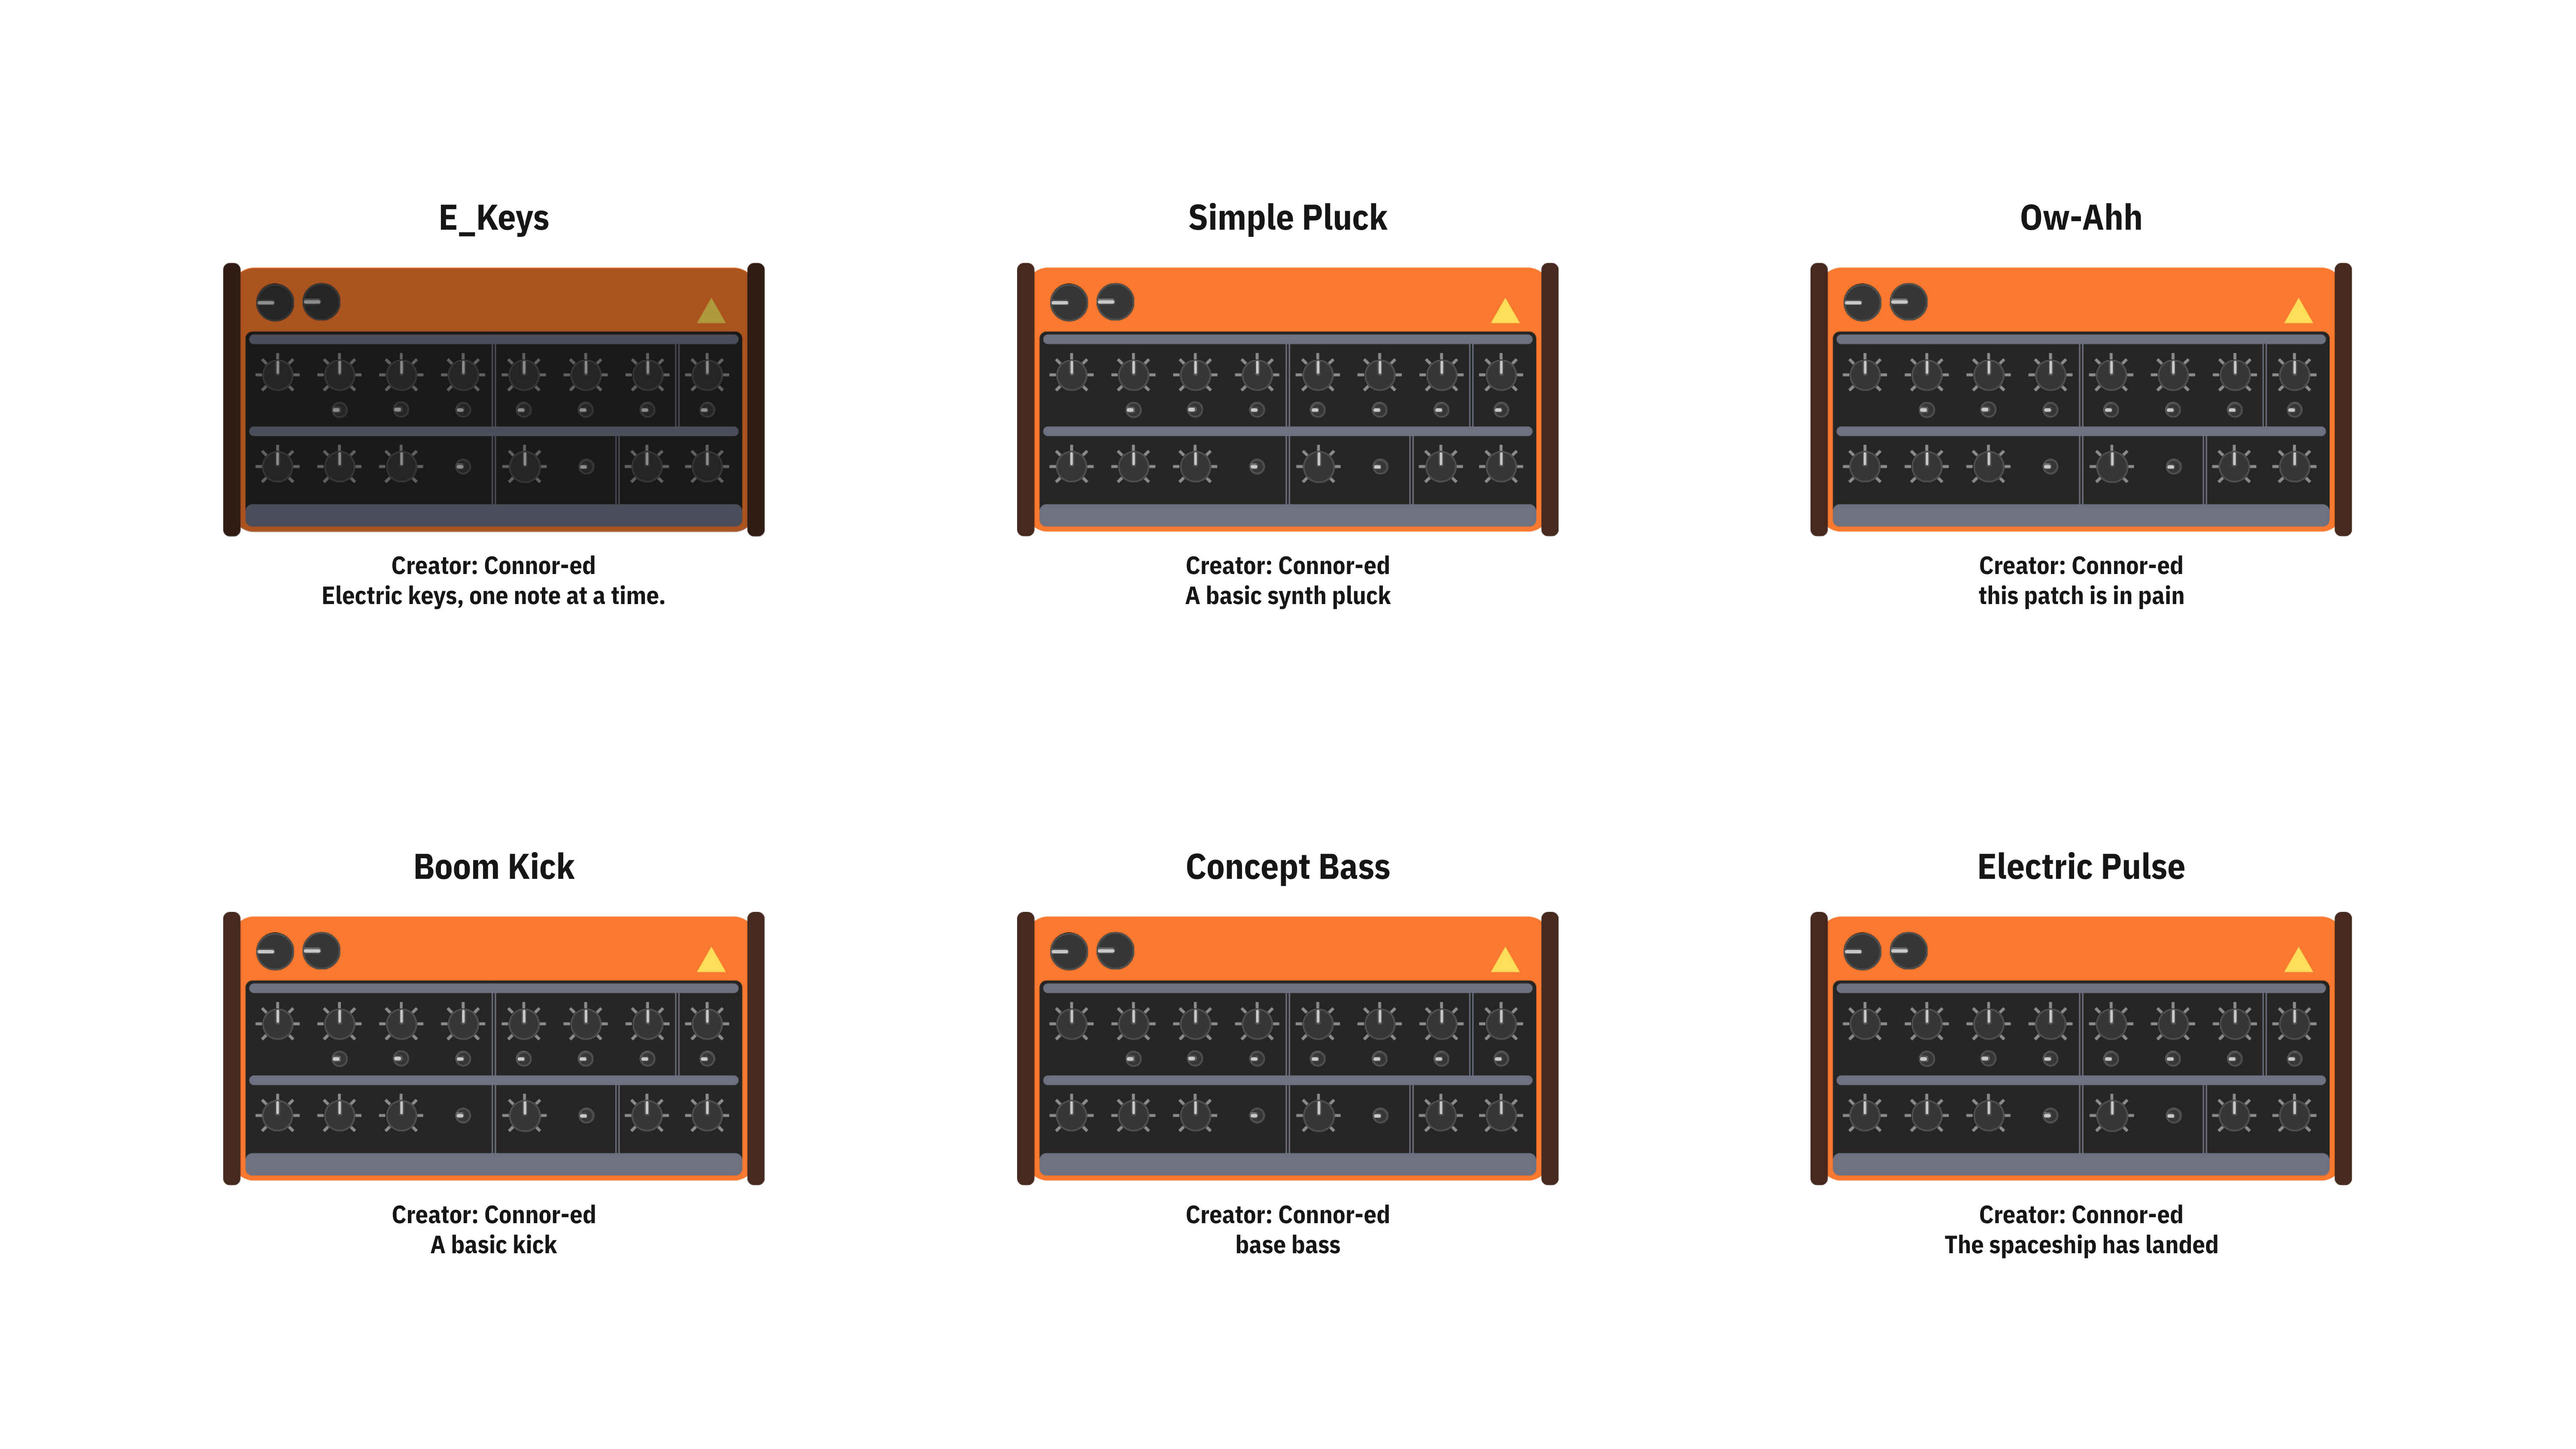 E_Keys
Creator: Connor-ed
Electric keys, one note at a time.
Simple Pluck
Creator: Connor-ed
A basic synth pluck
Ow-Ahh
Creator: Connor-ed
this patch is in pain
Boom Kick
Creator: Connor-ed
A basic kick
Concept Bass
Creator: Connor-ed
base bass
Electric Pulse
Creator: Connor-ed
The spaceship has landed